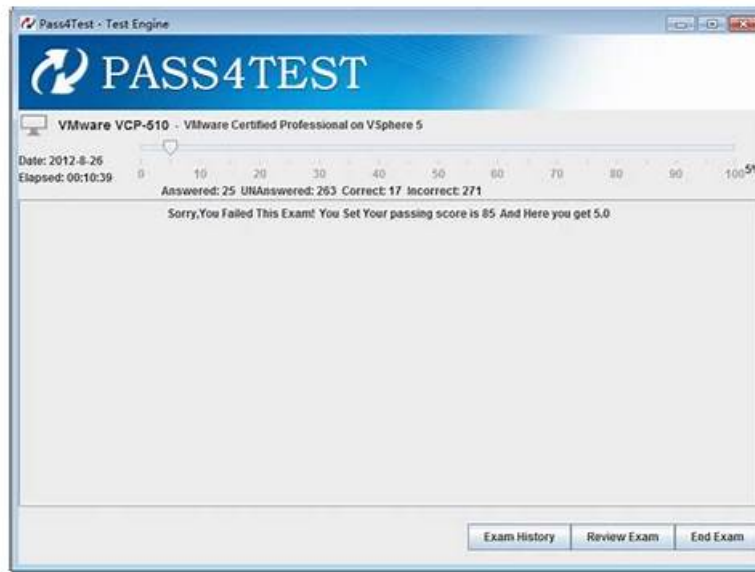 Pass4Test - Test Engine
PASS4TEST
VMware VCP-510 - VMware Certified Professional on VSphere 5
Date: 2012-8-26
Elapsed: 00:10:39
0 10 20 30 40 50 60 70 80 90 100
Answered: 25 UNAnswered: 263 Correct: 17 Incorrect: 271
Sorry,You Failed This Exam! You Set Your passing score is 85 And Here you get 5.0
Exam History Review Exam End Exam